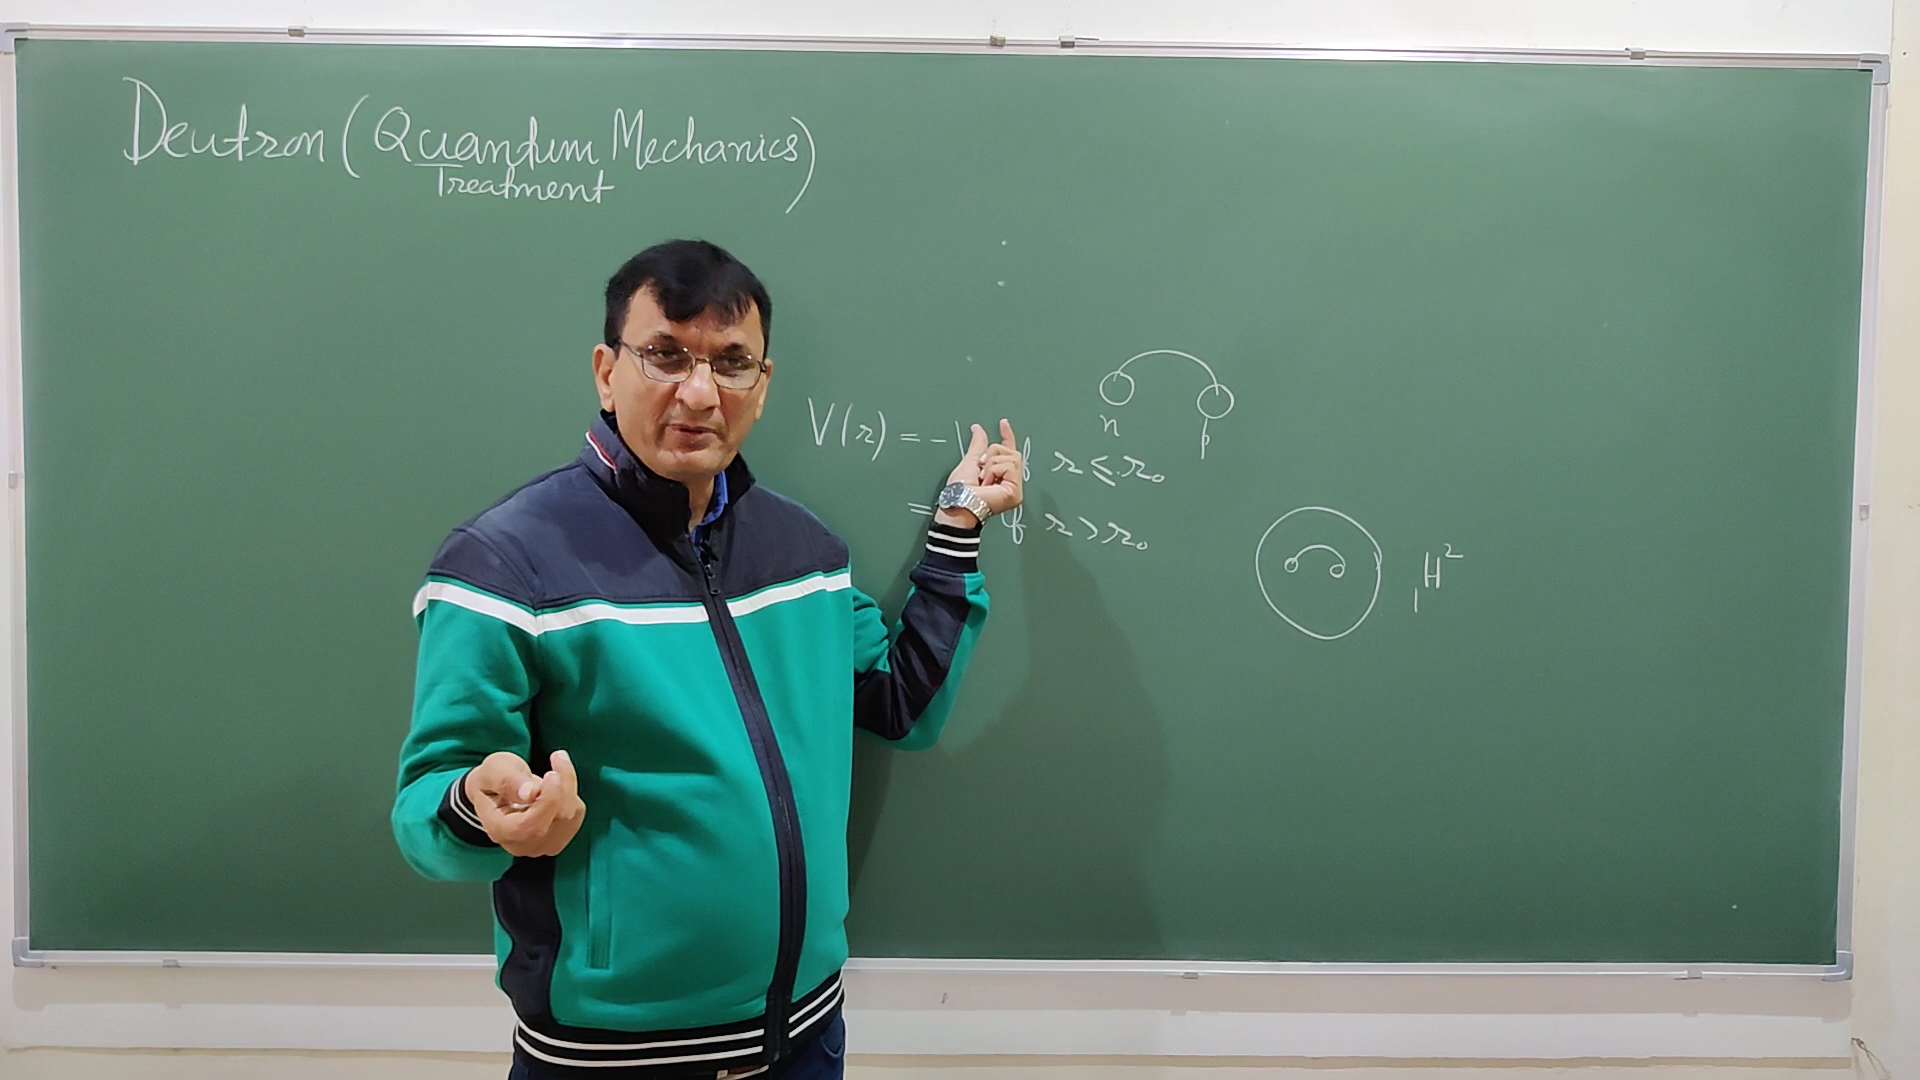 Deutron (Quantum Mechanics)
Treatment
n
p
V(r) = - V if r ≤ r₀
= if r > r₀
₁H²